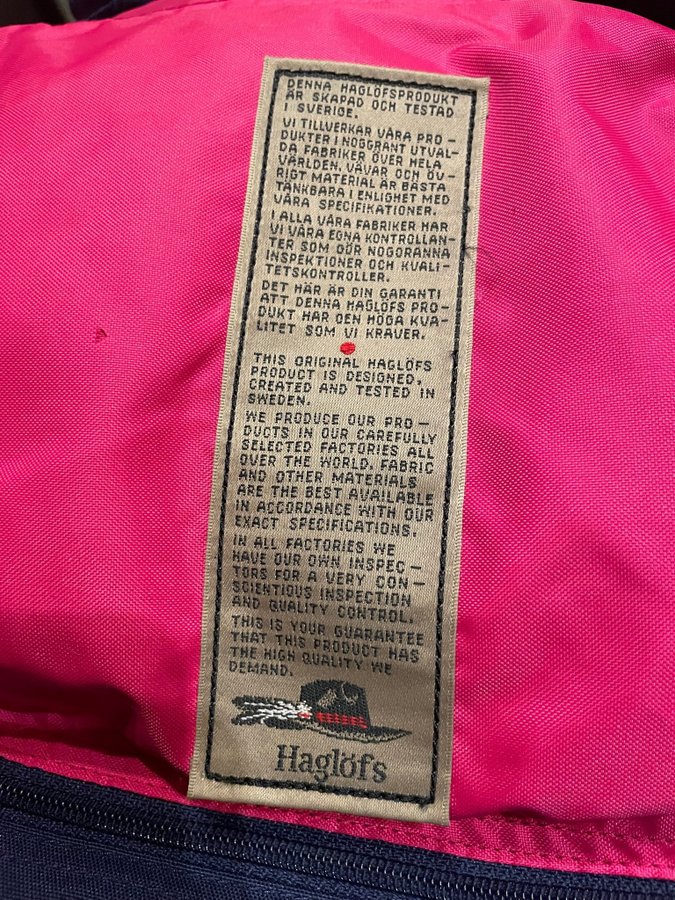 DENNA HAGLÖFSPRODUKT
ÄR SKAPAD OCH TESTAD
I SVERIGE.
VI TILLVERKAR VÅRA PRO-
DUKTER I NOGGRANT UTVAL-
DA FABRIKER ÖVER HELA
VÄRLDEN. VÄVAR OCH ÖV-
RIGT MATERIAL ÄR BÄSTA
TÄNKBARA I ENLIGHET MED
VÅRA SPECIFIKATIONER.
I ALLA VÅRA FABRIKER HAR
VI VÅRA EGNA KONTROLLAN-
TER SOM GÖR NOGGRANNA
INSPEKTIONER OCH KVALI-
TETSKONTROLLER.
DET HÄR ÄR DIN GARANTI
ATT DENNA HAGLÖFS PRO-
DUKT HAR DEN HÖGA KVA-
LITET SOM VI KRÄVER.
THIS ORIGINAL HAGLÖFS
PRODUCT IS DESIGNED,
CREATED AND TESTED IN
SWEDEN.
WE PRODUCE OUR PRO-
DUCTS IN OUR CAREFULLY
SELECTED FACTORIES ALL
OVER THE WORLD. FABRIC
AND OTHER MATERIALS
ARE THE BEST AVAILABLE
IN ACCORDANCE WITH OUR
EXACT SPECIFICATIONS.
IN ALL FACTORIES WE
HAVE OUR OWN INSPEC-
TORS FOR A VERY CON-
SCIENTIOUS INSPECTION
AND QUALITY CONTROL.
THIS IS YOUR GUARANTEE
THAT THIS PRODUCT HAS
THE HIGH QUALITY WE
DEMAND.
Haglöfs